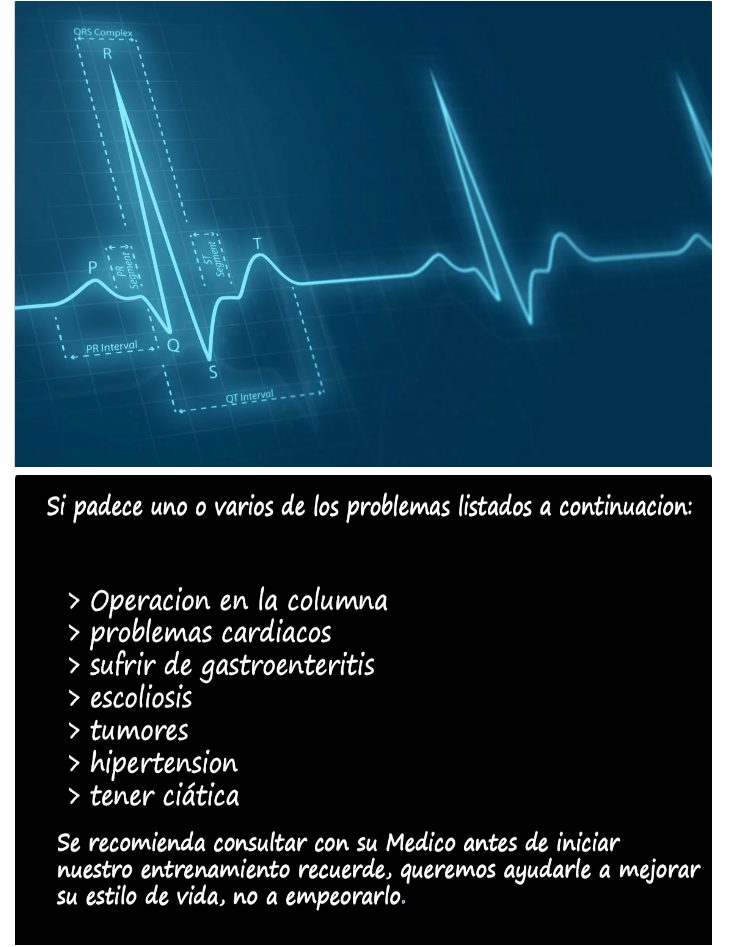 QRS Complex
R
P
PR
Segment
ST
Segment
T
PR Interval
Q
S
QT Interval
Si padece uno o varios de los problemas listados a continuacion:
> Operacion en la columna
> problemas cardiacos
> sufrir de gastroenteritis
> escoliosis
> tumores
> hipertension
> tener ciática
Se recomienda consultar con su Medico antes de iniciar
nuestro entrenamiento recuerde, queremos ayudarle a mejorar
su estilo de vida, no a empeorarlo.